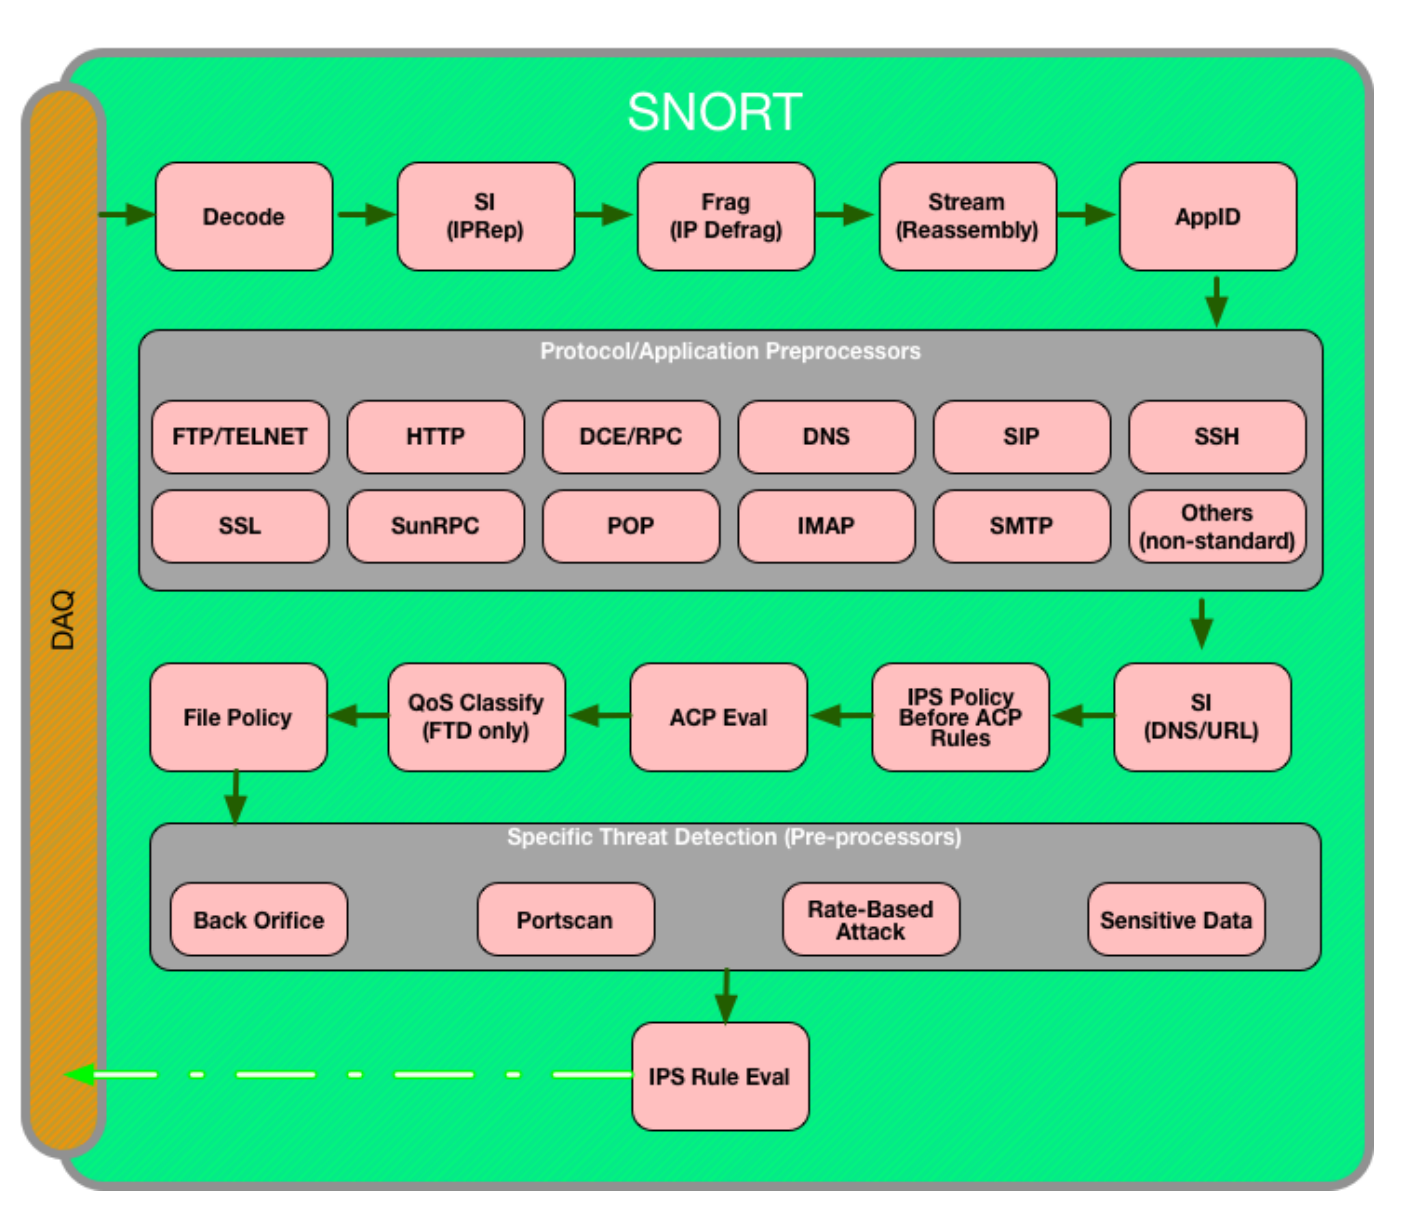 SNORT
Decode
SI
(IPRep)
Frag
(IP Defrag)
Stream
(Reassembly)
AppID
Protocol/Application Preprocessors
FTP/TELNET
HTTP
DCE/RPC
DNS
SIP
SSH
SSL
SunRPC
POP
IMAP
SMTP
Others
(non-standard)
DAQ
File Policy
QoS Classify
(FTD only)
ACP Eval
IPS Policy
Before ACP
Rules
SI
(DNS/URL)
Specific Threat Detection (Pre-processors)
Back Orifice
Portscan
Rate-Based
Attack
Sensitive Data
IPS Rule Eval